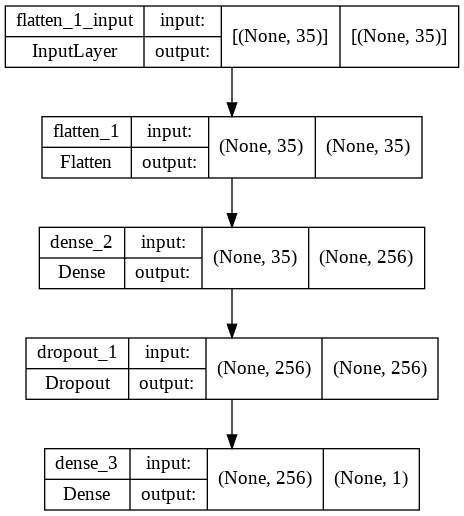 flatten_1_input input: [(None, 35)] [(None, 35)]
InputLayer output:
flatten_1 input: (None, 35) (None, 35)
Flatten output:
dense_2 input: (None, 35) (None, 256)
Dense output:
dropout_1 input: (None, 256) (None, 256)
Dropout output:
dense_3 input: (None, 256) (None, 1)
Dense output: